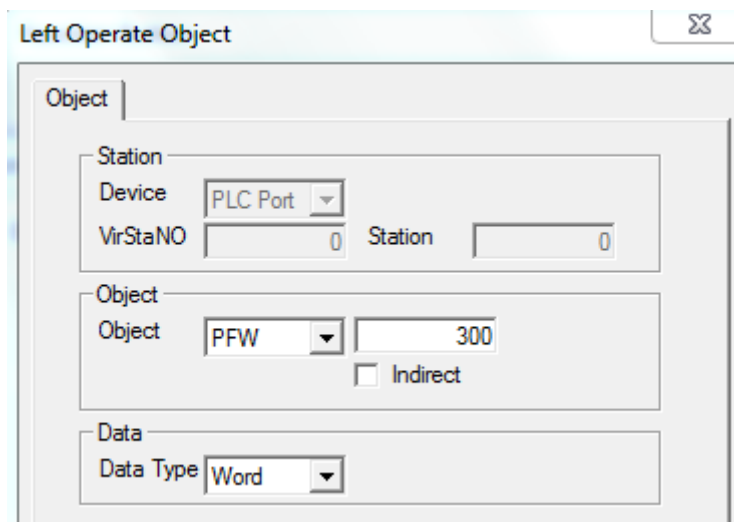 Left Operate Object
Object
Station
Device PLC Port
VirStaNO 0 Station 0
Object
Object PFW 300
Indirect
Data
Data Type Word